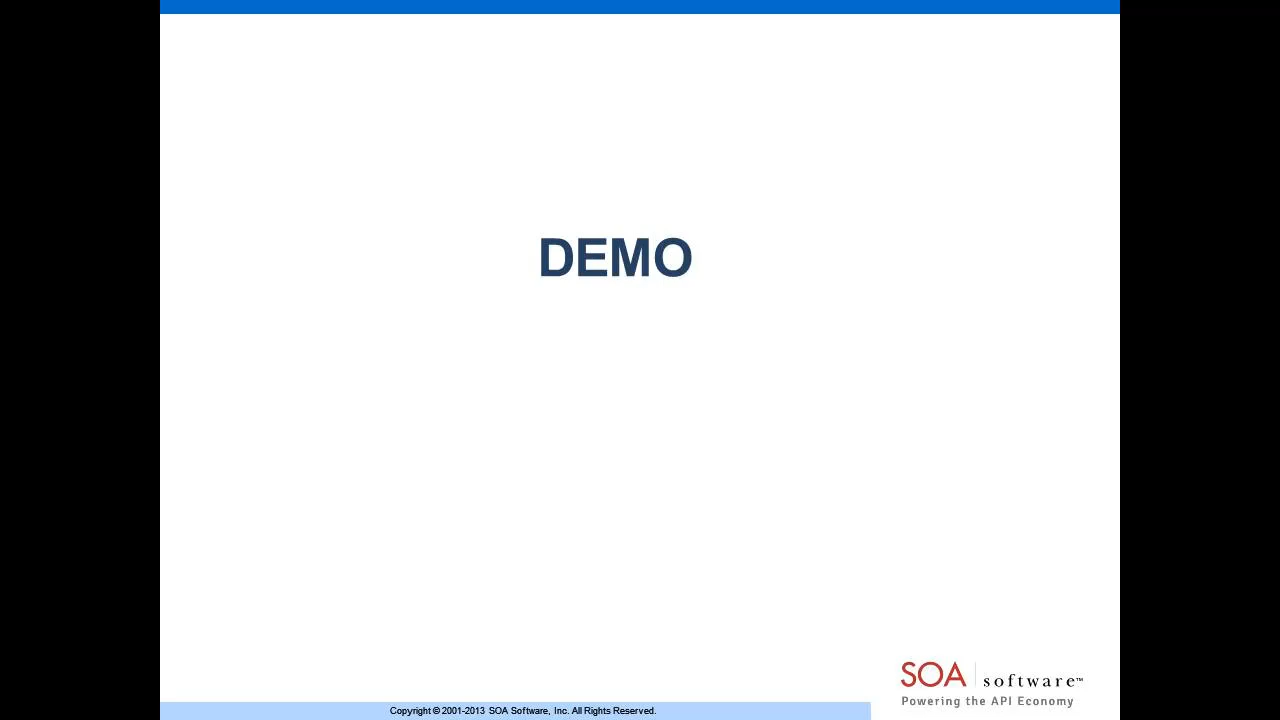 DEMO
SOA software™
Powering the API Economy
Copyright © 2001-2013 SOA Software, Inc. All Rights Reserved.